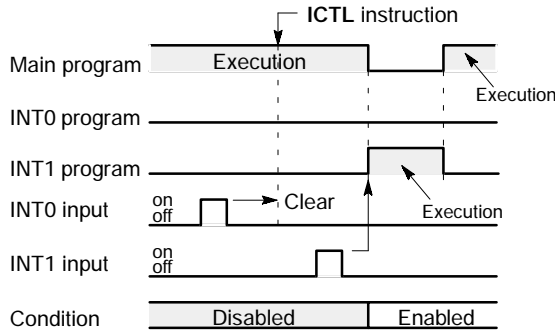 ICTL instruction
Main program
Execution
Execution
INT0 program
INT1 program
Execution
INT0 input
on
off
Clear
INT1 input
on
off
Condition
Disabled
Enabled